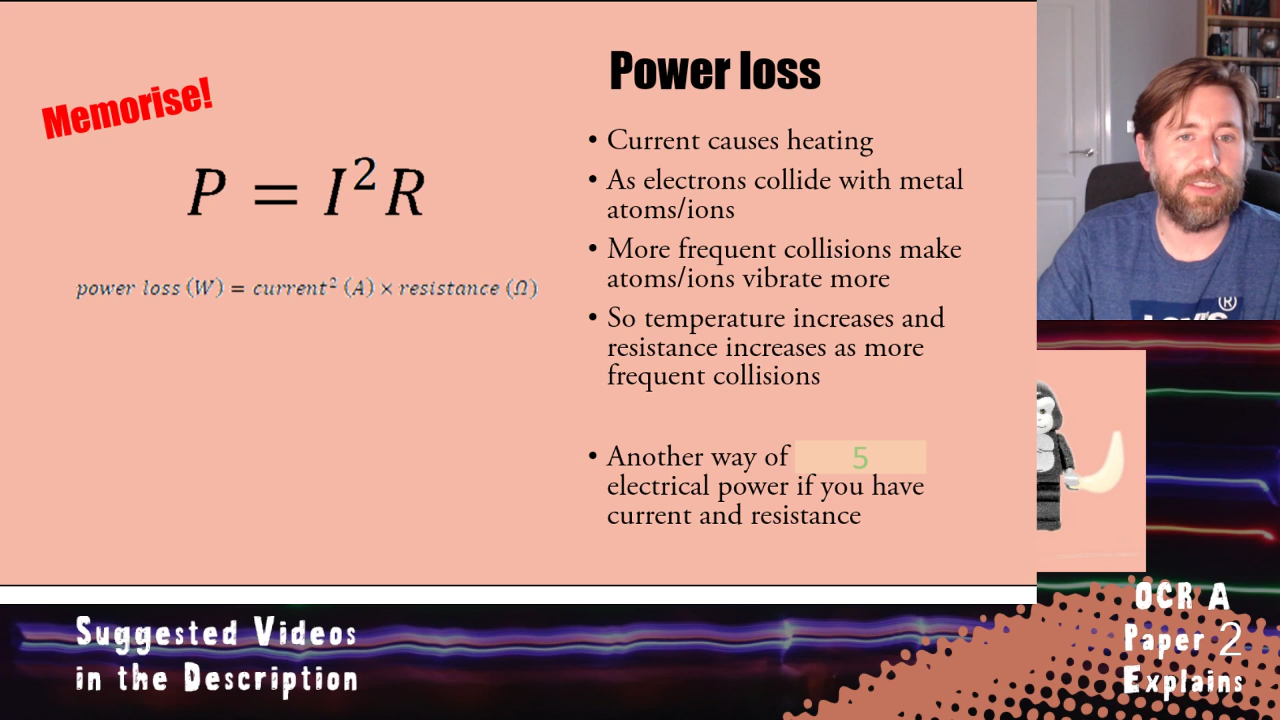 Memorise!
P = I²R
power loss (W) = current² (A) × resistance (Ω)
Power loss
• Current causes heating
• As electrons collide with metal
atoms/ions
• More frequent collisions make
atoms/ions vibrate more
• So temperature increases and
resistance increases as more
frequent collisions
• Another way of 5
electrical power if you have
current and resistance
®
Suggested Videos
in the Description
OCR A
Paper 2
Explains